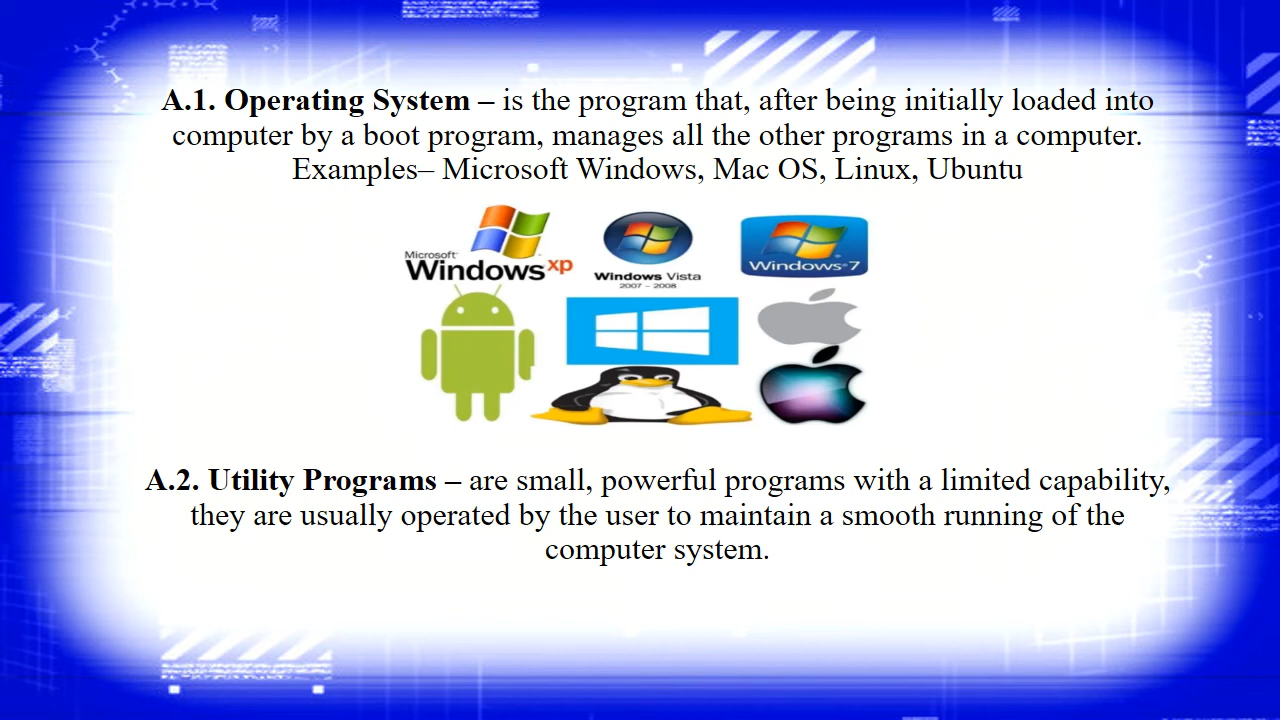 A.1. Operating System – is the program that, after being initially loaded into
computer by a boot program, manages all the other programs in a computer.
Examples– Microsoft Windows, Mac OS, Linux, Ubuntu
Microsoft
Windows xp
Windows Vista
2007 – 2008
Windows 7
A.2. Utility Programs – are small, powerful programs with a limited capability,
they are usually operated by the user to maintain a smooth running of the
computer system.